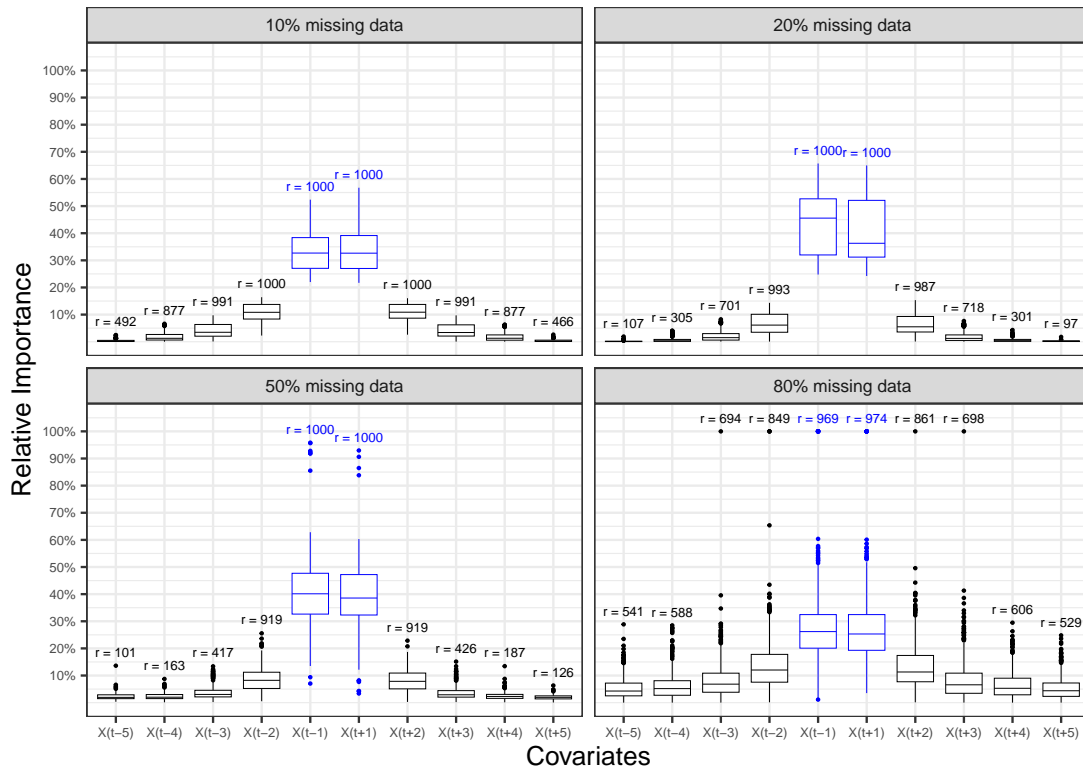 10% missing data
20% missing data
100%
90%
80%
70%
60%
50%
40%
30%
20%
10%
r = 492
r = 877
r = 991
r = 1000
r = 1000
r = 1000
r = 1000
r = 991
r = 877
r = 466
r = 107
r = 305
r = 701
r = 993
r = 1000
r = 1000
r = 987
r = 718
r = 301
r = 97
Relative Importance
50% missing data
80% missing data
100%
90%
80%
70%
60%
50%
40%
30%
20%
10%
r = 101
r = 163
r = 417
r = 919
r = 1000
r = 1000
r = 919
r = 426
r = 187
r = 126
r = 541
r = 588
r = 694
r = 849
r = 969
r = 974
r = 861
r = 698
r = 606
r = 529
X(t−5) X(t−4) X(t−3) X(t−2) X(t−1) X(t+1) X(t+2) X(t+3) X(t+4) X(t+5)
X(t−5) X(t−4) X(t−3) X(t−2) X(t−1) X(t+1) X(t+2) X(t+3) X(t+4) X(t+5)
Covariates